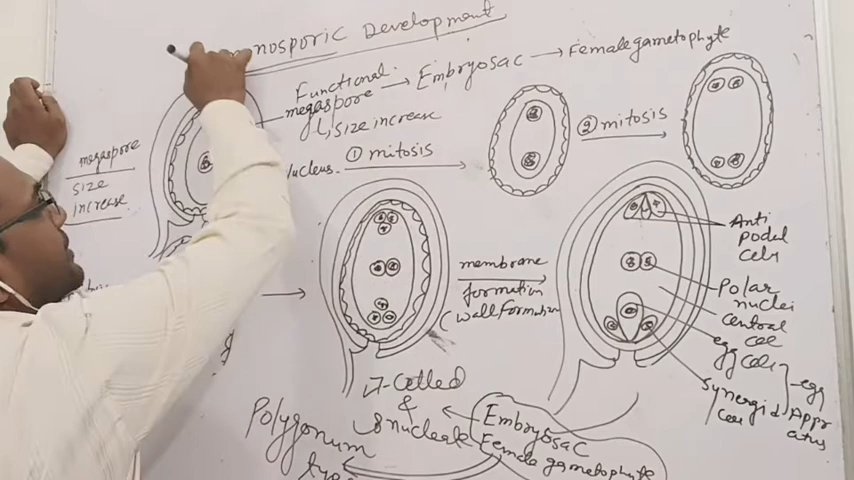 nosporic Development
Functional
megaspore → Embryosac → Female gametophyte
↳ Size increase
megaspore
Size
increase
nucleus.
① mitosis
② mitosis
membrane
formation
(wall formation
Anti
podal
cells
Polar
nuclei
central
cell
egg cell
Synergid
cell
egg
Appr
atus
7-celled
&
8 nucleate
Embryosac
Female gametophyte
Polygonum